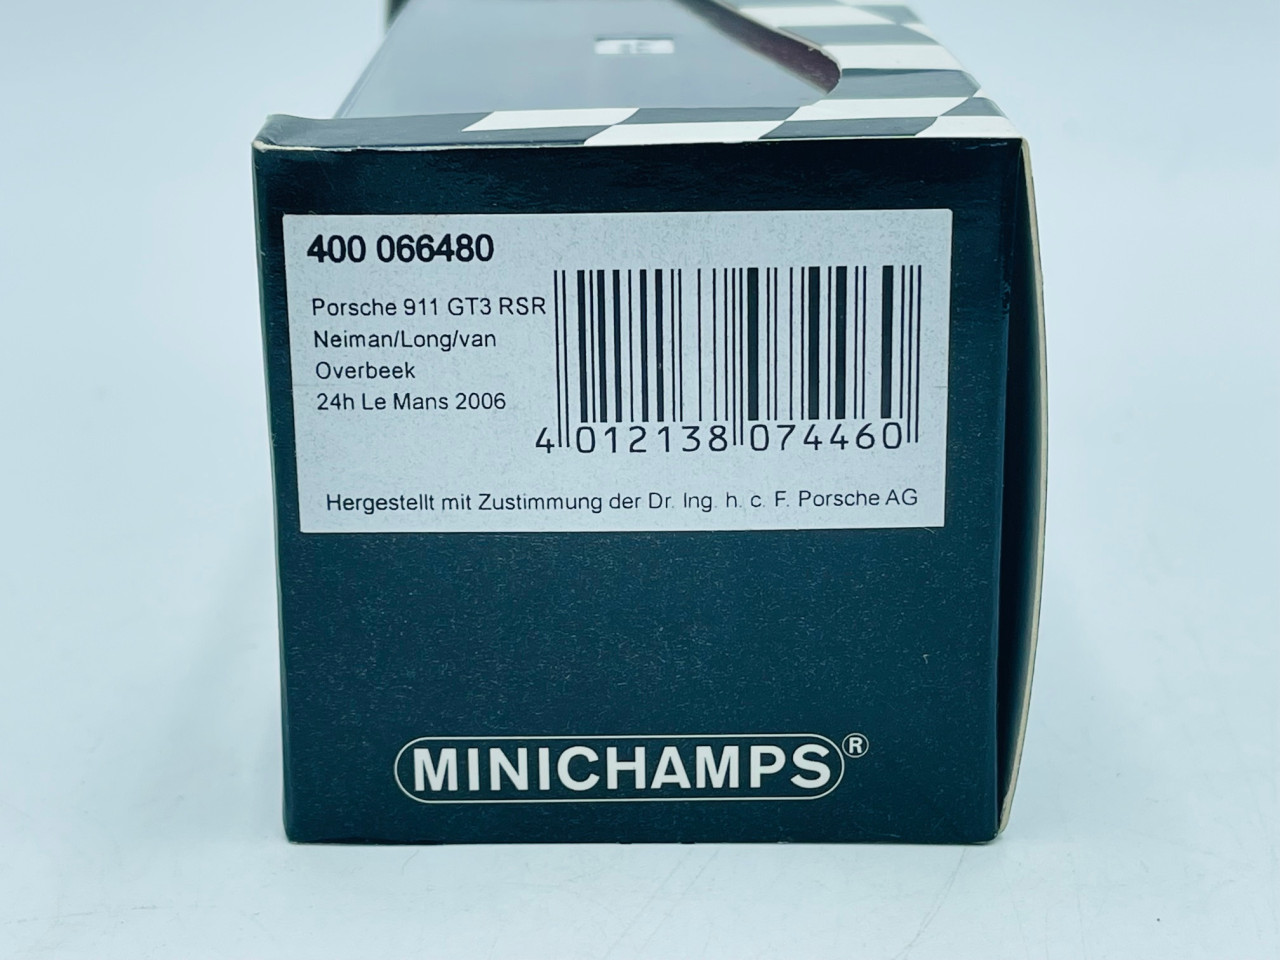 400 066480
Porsche 911 GT3 RSR
Neiman/Long/van
Overbeek
24h Le Mans 2006
4 012138 074460
Hergestellt mit Zustimmung der Dr. Ing. h. c. F. Porsche AG
MINICHAMPS®